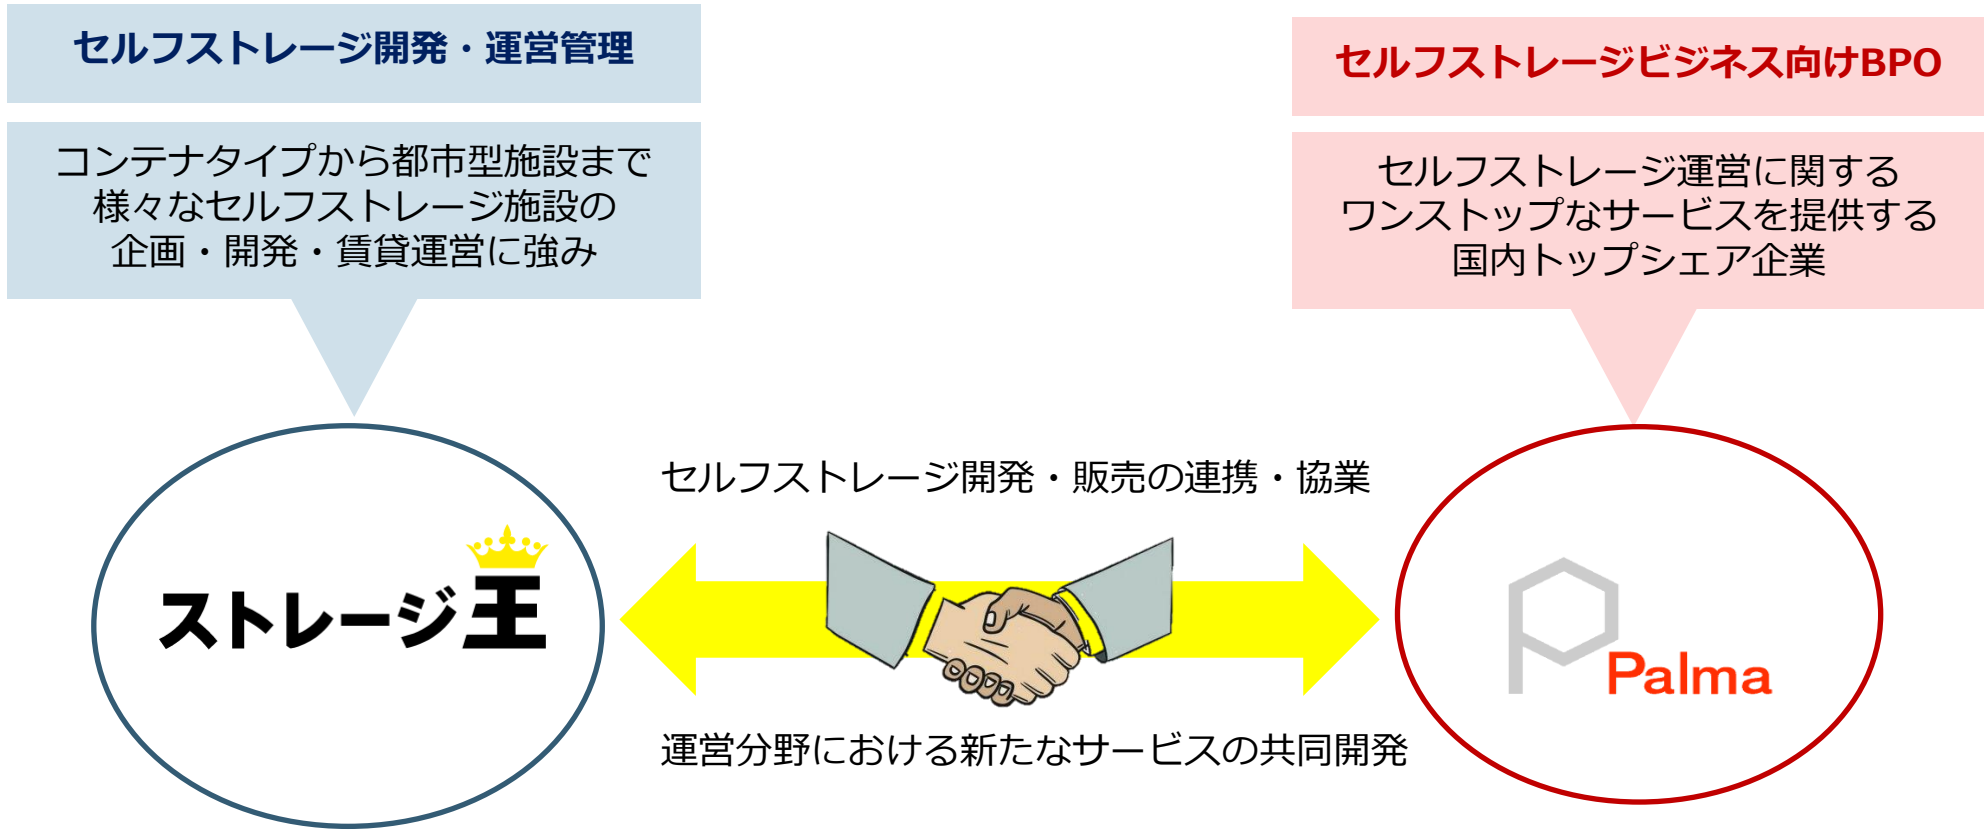 セルフストレージ開発・運営管理
コンテナタイプから都市型施設まで
様々なセルフストレージ施設の
企画・開発・賃貸運営に強み
セルフストレージビジネス向けBPO
セルフストレージ運営に関する
ワンストップなサービスを提供する
国内トップシェア企業
ストレージ王
セルフストレージ開発・販売の連携・協業
運営分野における新たなサービスの共同開発
Palma